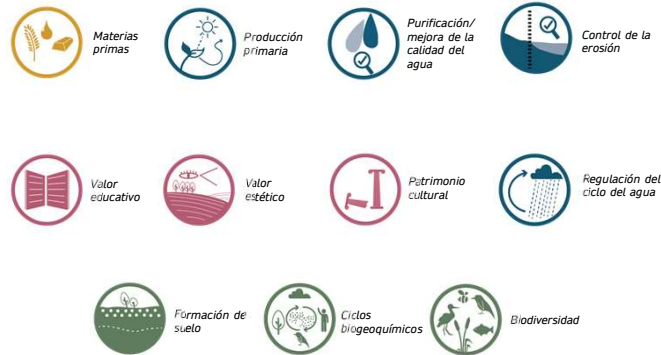 Materias
primas
Producción
primaria
Purificación/
mejora de la
calidad del
agua
Control de la
erosión
Valor
educativo
Valor
estético
Patrimonio
cultural
Regulación del
ciclo del agua
Formación de
suelo
Ciclos
biogeoquímicos
Biodiversidad